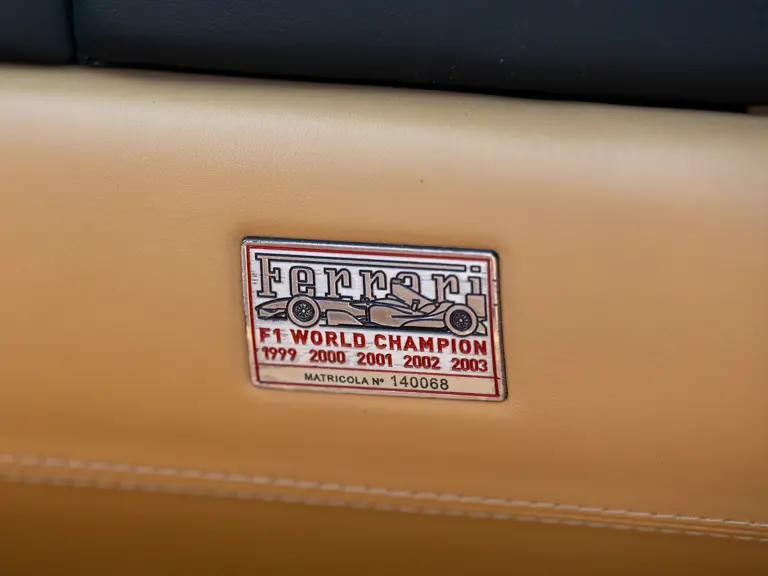 Ferrari
F1 WORLD CHAMPION
1999 2000 2001 2002 2003
MATRICOLA Nº 140068